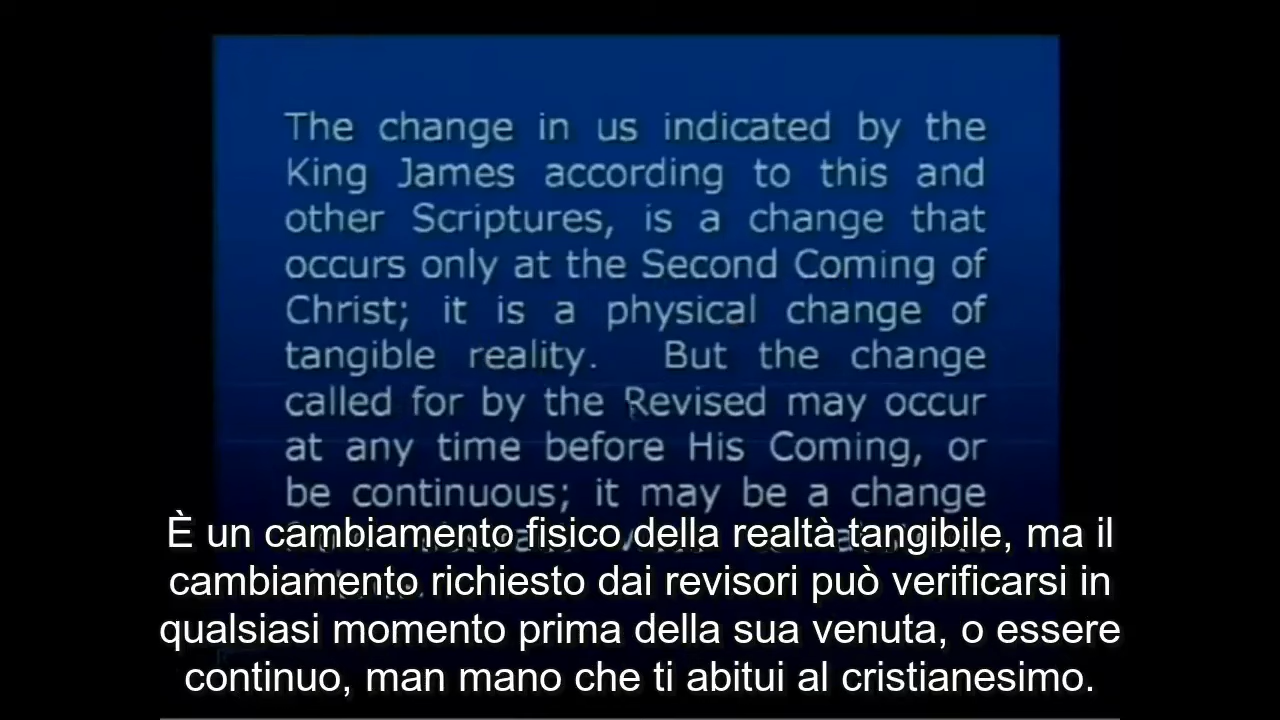 The change in us indicated by the
King James according to this and
other Scriptures, is a change that
occurs only at the Second Coming of
Christ; it is a physical change of
tangible reality. But the change
called for by the Revised may occur
at any time before His Coming, or
be continuous; it may be a change
È un cambiamento fisico della realtà tangibile, ma il
cambiamento richiesto dai revisori può verificarsi in
qualsiasi momento prima della sua venuta, o essere
continuo, man mano che ti abitui al cristianesimo.